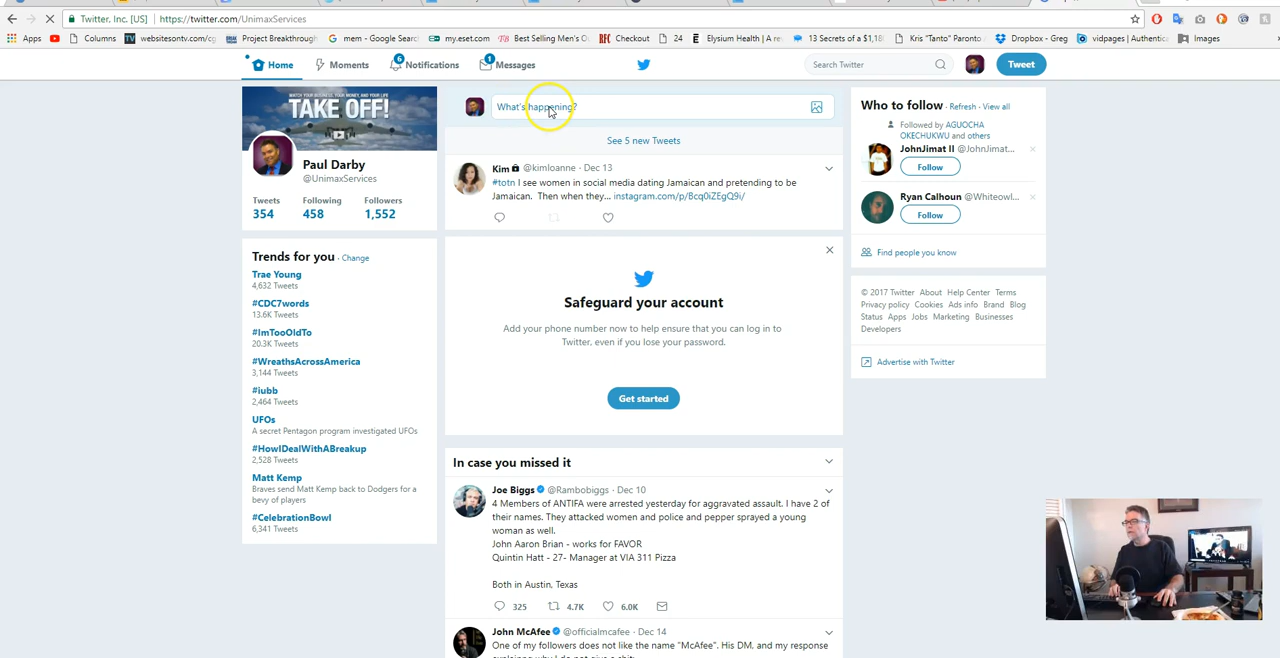 Twitter, Inc. [US] https://twitter.com/UnimaxServices
Apps
Columns
websitesontv.com/cg
Project Breakthrough
mem - Google Searc
my.eset.com
Best Selling Men's O
Checkout
24
Elysium Health | A re
13 Secrets of a $1,18
Kris "Tanto" Paronto
Dropbox - Greg
vidpages | Authentic
Images
Home
Moments
6
Notifications
1
Messages
Search Twitter
Tweet
WATCH YOUR BUSINESS, YOUR MONEY, AND YOUR LIFE
TAKE OFF!
Paul Darby
@UnimaxServices
Tweets Following Followers
354 458 1,552
Trends for you · Change
Trae Young
4,632 Tweets
#CDC7words
13.6K Tweets
#ImTooOldTo
20.3K Tweets
#WreathsAcrossAmerica
3,144 Tweets
#iubb
2,464 Tweets
UFOs
A secret Pentagon program investigated UFOs
#HowIDealWithABreakup
2,528 Tweets
Matt Kemp
Braves send Matt Kemp back to Dodgers for a
bevy of players
#CelebrationBowl
6,341 Tweets
What's happening?
See 5 new Tweets
Kim @kimloanne · Dec 13
#totn I see women in social media dating Jamaican and pretending to be
Jamaican. Then when they... instagram.com/p/Bcq0iZEgQ9i/
Safeguard your account
Add your phone number now to help ensure that you can log in to
Twitter, even if you lose your password.
Get started
In case you missed it
Joe Biggs @Rambobiggs · Dec 10
4 Members of ANTIFA were arrested yesterday for aggravated assault. I have 2 of
their names. They attacked women and police and pepper sprayed a young
woman as well.
John Aaron Brian - works for FAVOR
Quintin Hatt - 27- Manager at VIA 311 Pizza
Both in Austin, Texas
325 4.7K 6.0K
John McAfee @officialmcafee · Dec 14
One of my followers does not like the name "McAfee". His DM, and my response
Who to follow · Refresh · View all
Followed by AGUOCHA
OKECHUKWU and others
JohnJimat II @JohnJimat...
Follow
Ryan Calhoun @Whiteowl...
Follow
Find people you know
© 2017 Twitter About Help Center Terms
Privacy policy Cookies Ads info Brand Blog
Status Apps Jobs Marketing Businesses
Developers
Advertise with Twitter